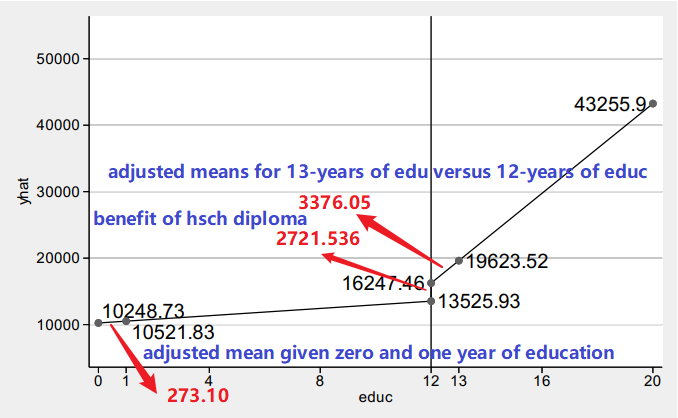 50000
40000
adjusted means for 13-years of edu versus 12-years of educ
30000
3376.05
benefit of hsch diploma
2721.536
20000
10000
yhat
43255.9
19623.52
16247.46
13525.93
10248.73
10521.83
adjusted mean given zero and one year of education
273.10
0 1 4 8 12 13 16 20
educ